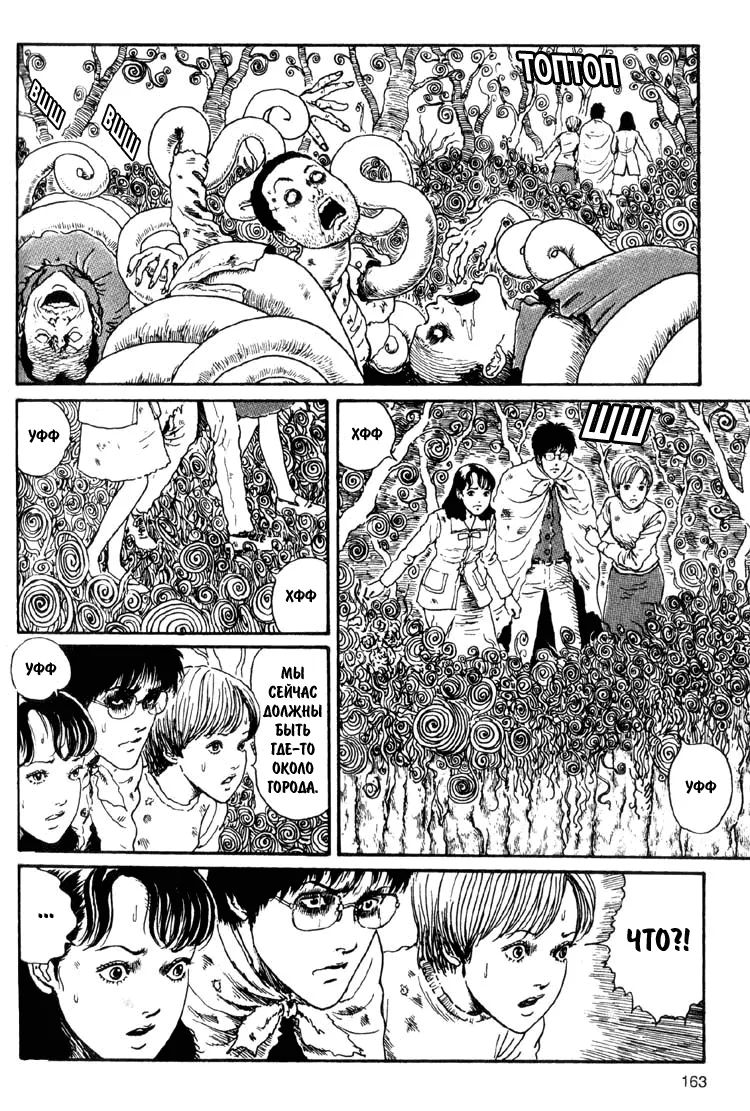 ТОПТОП
ВШШ
ВШШ
ШШ
ХФФ
УФФ
УФФ
ХФФ
МЫ
СЕЙЧАС
ДОЛЖНЫ
БЫТЬ
ГДЕ-ТО
ОКОЛО
ГОРОДА.
УФФ
ЧТО?!
...
163